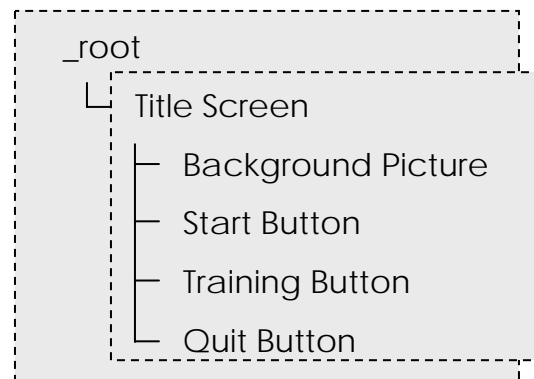 _root
Title Screen
Background Picture
Start Button
Training Button
Quit Button